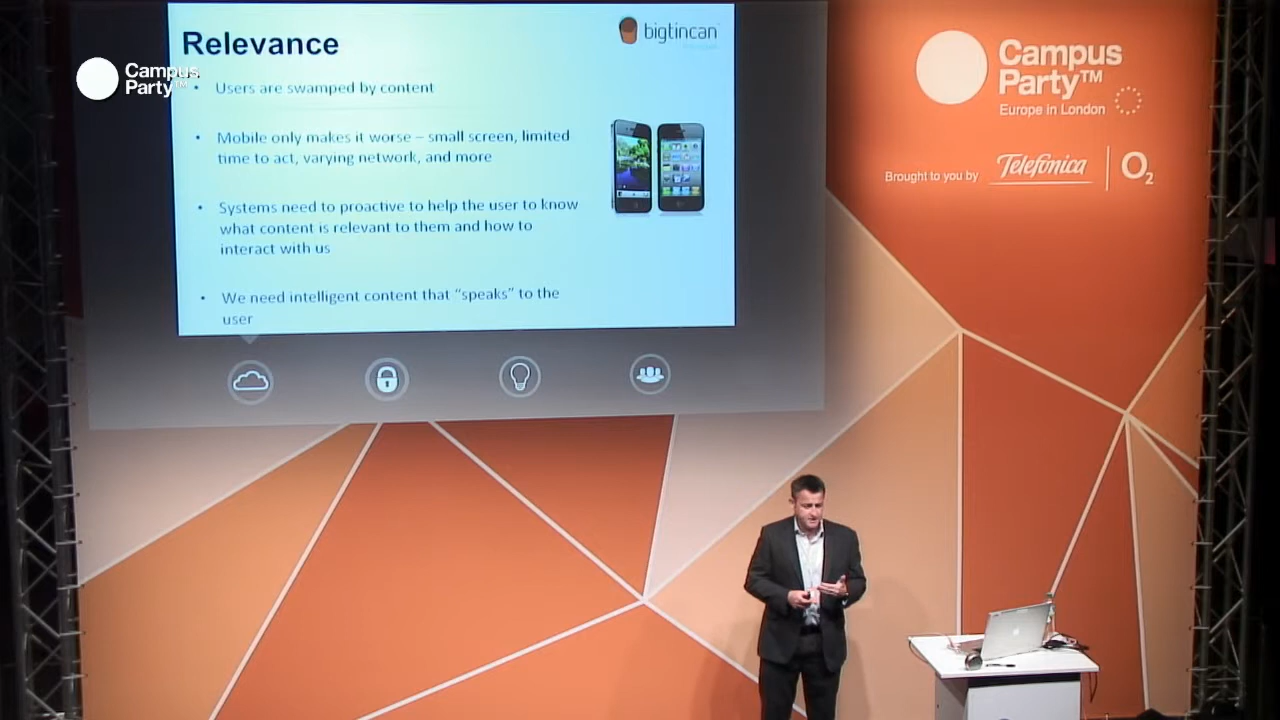 Relevance
bigtincan
Users are swamped by content
Mobile only makes it worse – small screen, limited
time to act, varying network, and more
Systems need to proactive to help the user to know
what content is relevant to them and how to
interact with us
We need intelligent content that “speaks” to the
user
Campus
Party™
Campus
Party™
Europe in London
Brought to you by Telefónica O2